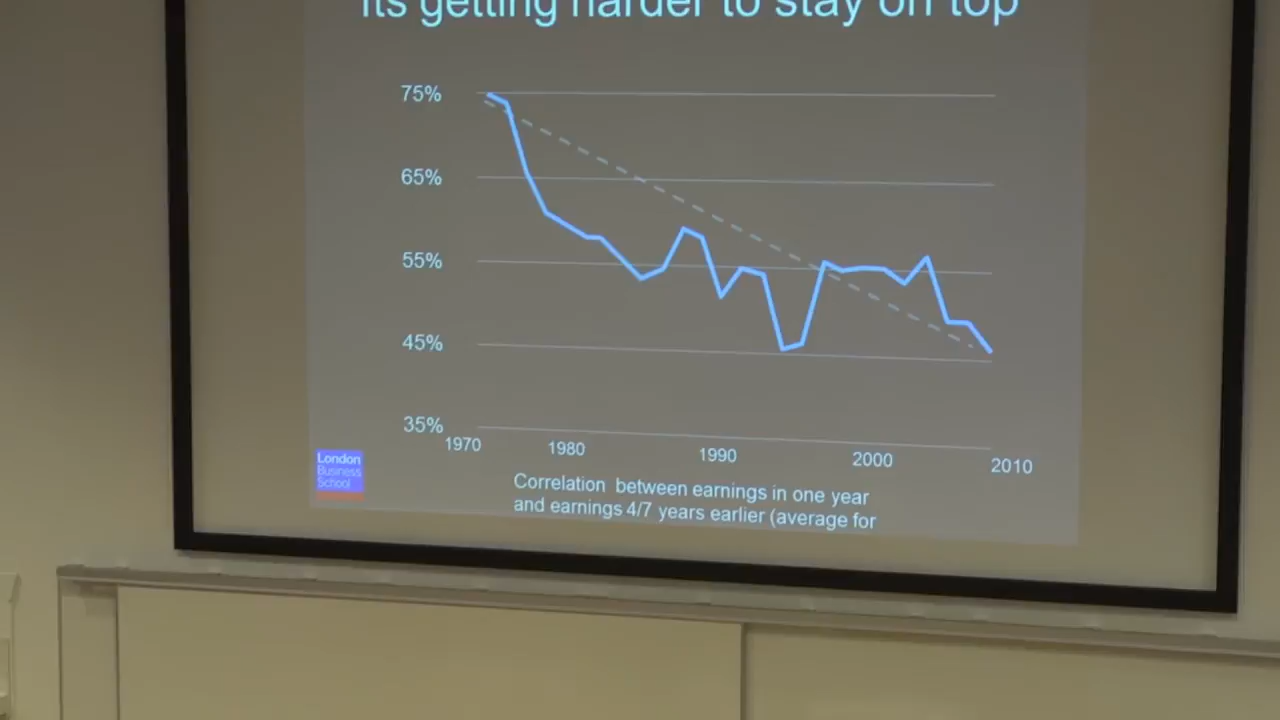 Its getting harder to stay on top
75%
65%
55%
45%
35%
1970 1980 1990 2000 2010
London
Business
School
Correlation between earnings in one year
and earnings 4/7 years earlier (average for